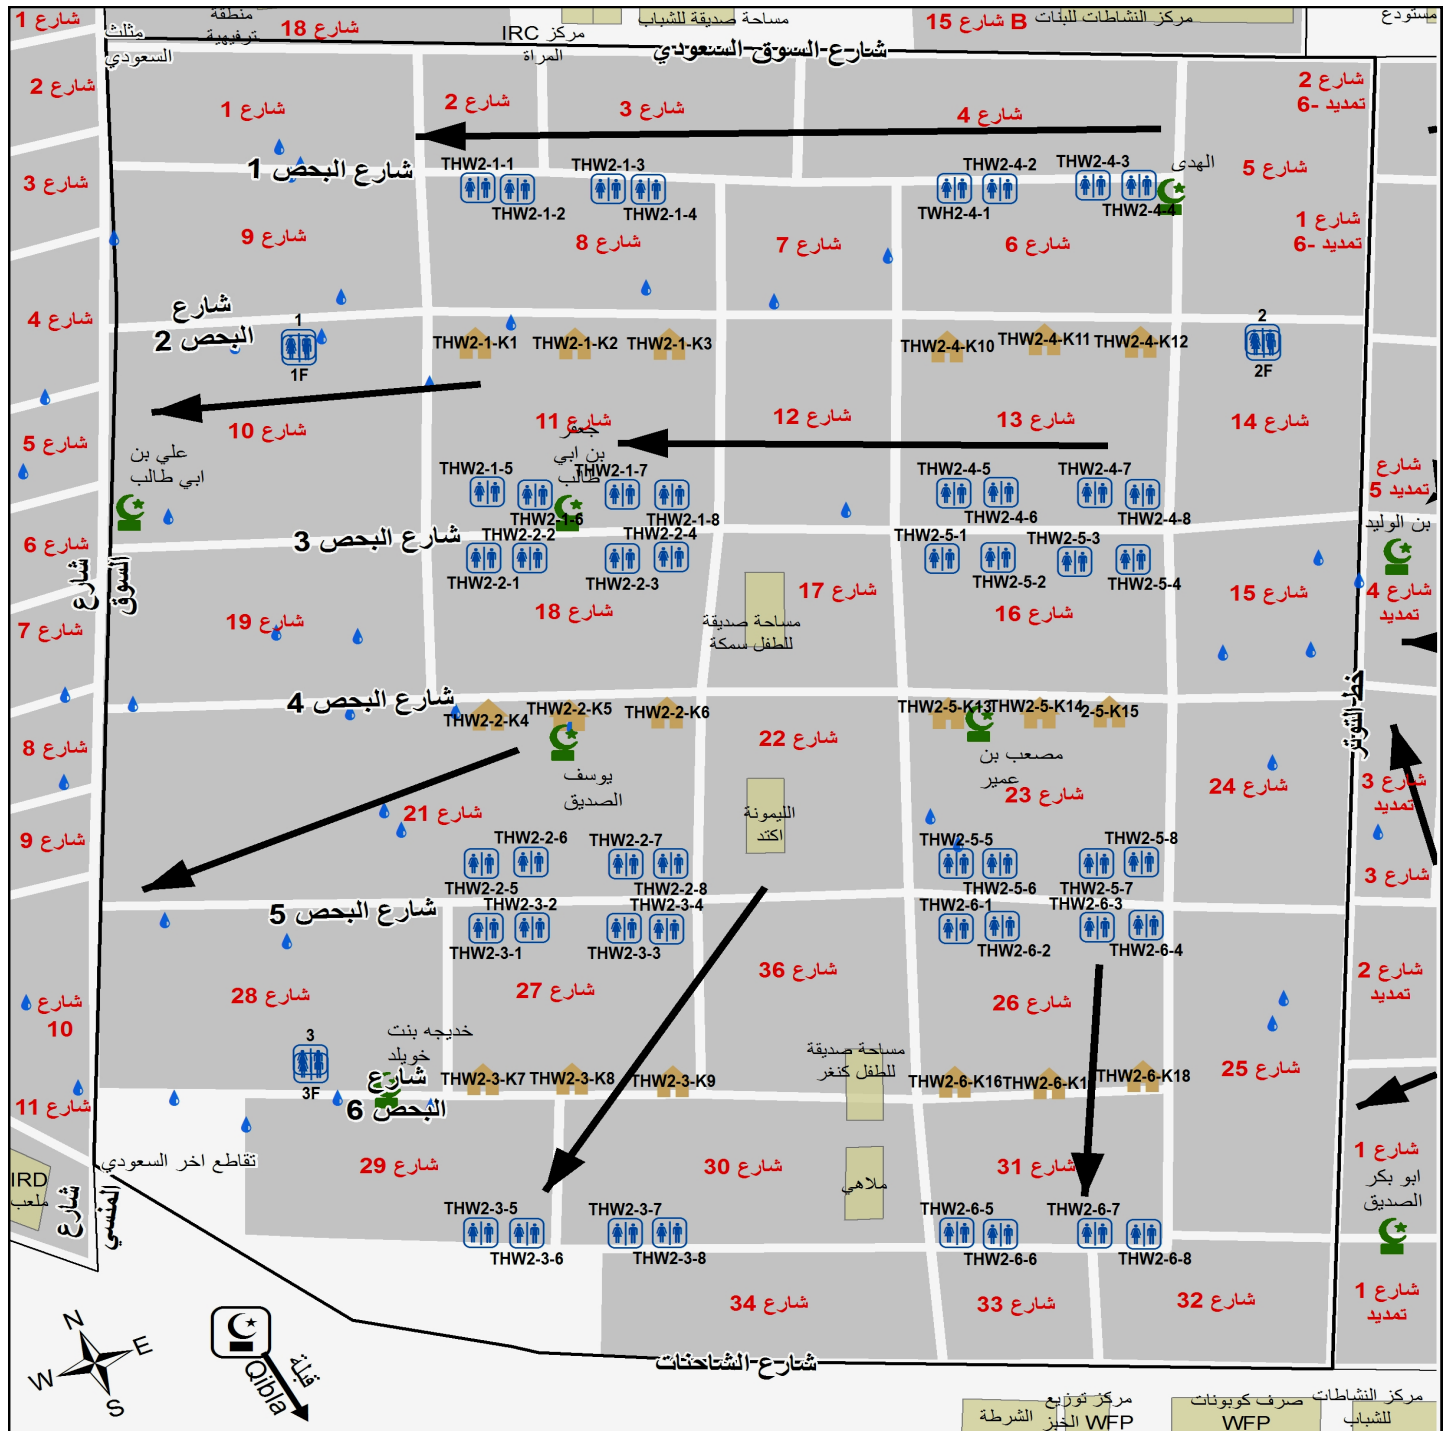 شارع 1
مثلث
السعودي
منطقة
ترفيهية
شارع 18
مركز IRC
المراة
مساحة صديقة للشباب
شارع السوق السعودي
شارع 15 B
مركز النشاطات للبنات
مستودع
شارع 2
شارع 1
شارع 2
شارع 3
شارع 4
شارع 2
تمديد -6
شارع البحص 1
THW2-1-1
THW2-1-3
THW2-4-2
THW2-4-3
الهدى
شارع 5
شارع 3
THW2-1-2
THW2-1-4
TWH2-4-1
THW2-4-4
شارع 1
تمديد -6
شارع 9
شارع 8
شارع 7
شارع 6
شارع 4
شارع
البحص 2
1
1F
THW2-1-K1
THW2-1-K2
THW2-1-K3
THW2-4-K10
THW2-4-K11
THW2-4-K12
2
2F
شارع 5
شارع 10
شارع 11
شارع 12
شارع 13
شارع 14
علي بن
ابي طالب
جعفر
بن ابي
طالب
THW2-1-5
THW2-1-7
THW2-4-5
THW2-4-7
شارع
تمديد 5
THW2-1-6
THW2-1-8
THW2-4-6
THW2-4-8
بن الوليد
شارع 6
شارع البحص 3
THW2-2-2
THW2-2-4
THW2-5-1
THW2-5-3
THW2-2-1
THW2-2-3
THW2-5-2
THW2-5-4
شارع
السوق
شارع 7
شارع 19
شارع 18
شارع 17
شارع 16
شارع 15
شارع 4
تمديد
مساحة صديقة
للطفل سمكة
شارع البحص 4
THW2-2-K4
THW2-2-K5
THW2-2-K6
THW2-5-K13
THW2-5-K14
2-5-K15
خط التوتر
شارع 8
يوسف
الصديق
شارع 22
مصعب بن
عمير
شارع 23
شارع 24
شارع 3
تمديد
شارع 21
الليمونة
اكتد
شارع 9
THW2-2-6
THW2-2-7
THW2-5-5
THW2-5-8
THW2-2-5
THW2-2-8
THW2-5-6
THW2-5-7
شارع 3
شارع البحص 5
THW2-3-2
THW2-3-4
THW2-6-1
THW2-6-3
THW2-3-1
THW2-3-3
THW2-6-2
THW2-6-4
شارع
10
شارع 28
شارع 27
شارع 36
شارع 26
شارع 2
تمديد
3
3F
خديجه بنت
خويلد
شارع
البحص 6
THW2-3-K7
THW2-3-K8
THW2-3-K9
مساحة صديقة
للطفل كنغر
THW2-6-K16
THW2-6-K18
شارع 25
شارع 11
تقاطع اخر السعودي
شارع 29
شارع 30
شارع 31
شارع 1
ابو بكر
الصديق
IRD
ملعب
شارع
المنسي
ملاهي
THW2-3-5
THW2-3-7
THW2-6-5
THW2-6-7
THW2-3-6
THW2-3-8
THW2-6-6
THW2-6-8
شارع 34
شارع 33
شارع 32
شارع 1
تمديد
شارع الشاحنات
N
E
W
S
قبلة
Qibla
الشرطة
مركز توزيع
الخبز WFP
صرف كوبونات
WFP
مركز النشاطات
للشباب